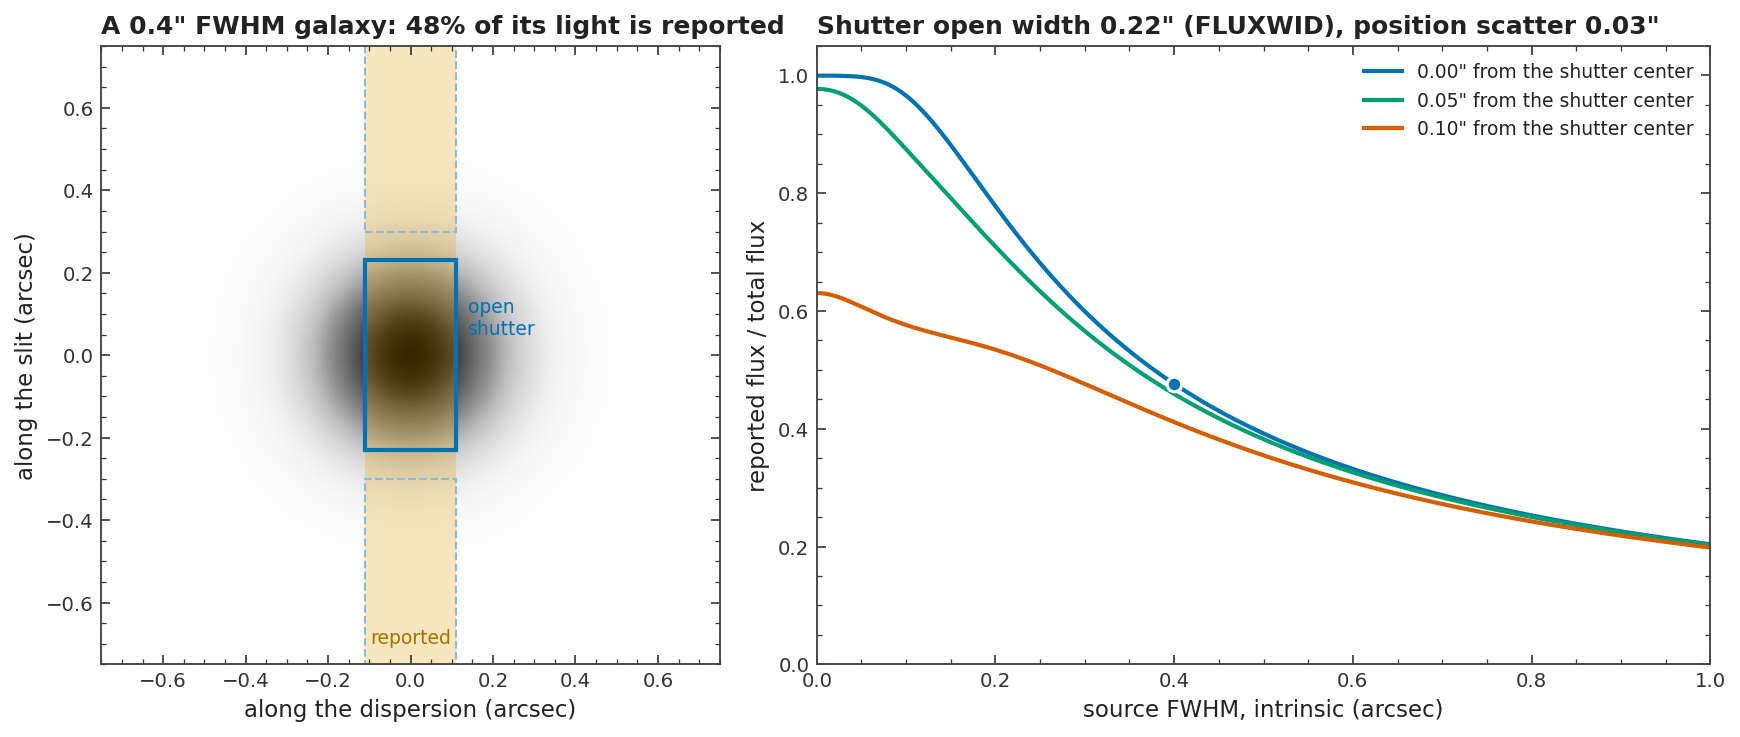 A 0.4" FWHM galaxy: 48% of its light is reported
along the slit (arcsec)
0.6
0.4
0.2
0.0
−0.2
−0.4
−0.6
open
shutter
reported
−0.6 −0.4 −0.2 0.0 0.2 0.4 0.6
along the dispersion (arcsec)
Shutter open width 0.22" (FLUXWID), position scatter 0.03"
reported flux / total flux
1.0
0.8
0.6
0.4
0.2
0.0
0.00" from the shutter center
0.05" from the shutter center
0.10" from the shutter center
0.0 0.2 0.4 0.6 0.8 1.0
source FWHM, intrinsic (arcsec)